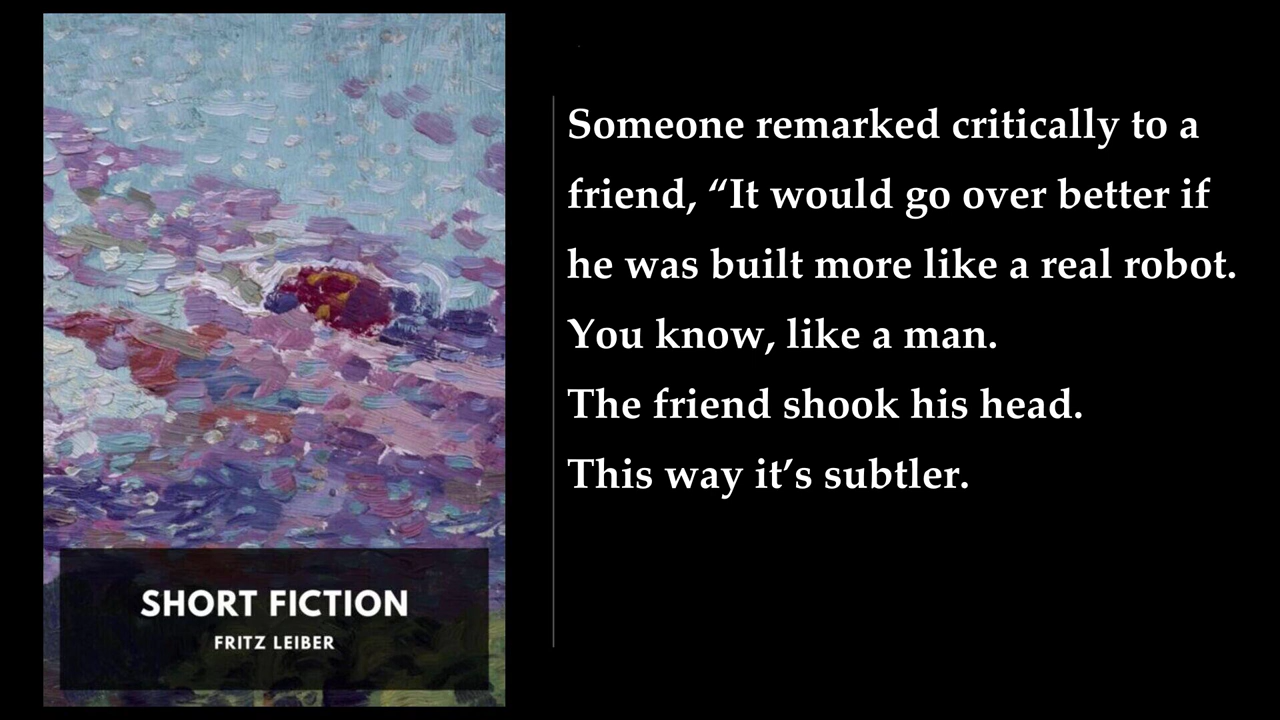 SHORT FICTION
FRITZ LEIBER
Someone remarked critically to a
friend, “It would go over better if
he was built more like a real robot.
You know, like a man.
The friend shook his head.
This way it’s subtler.